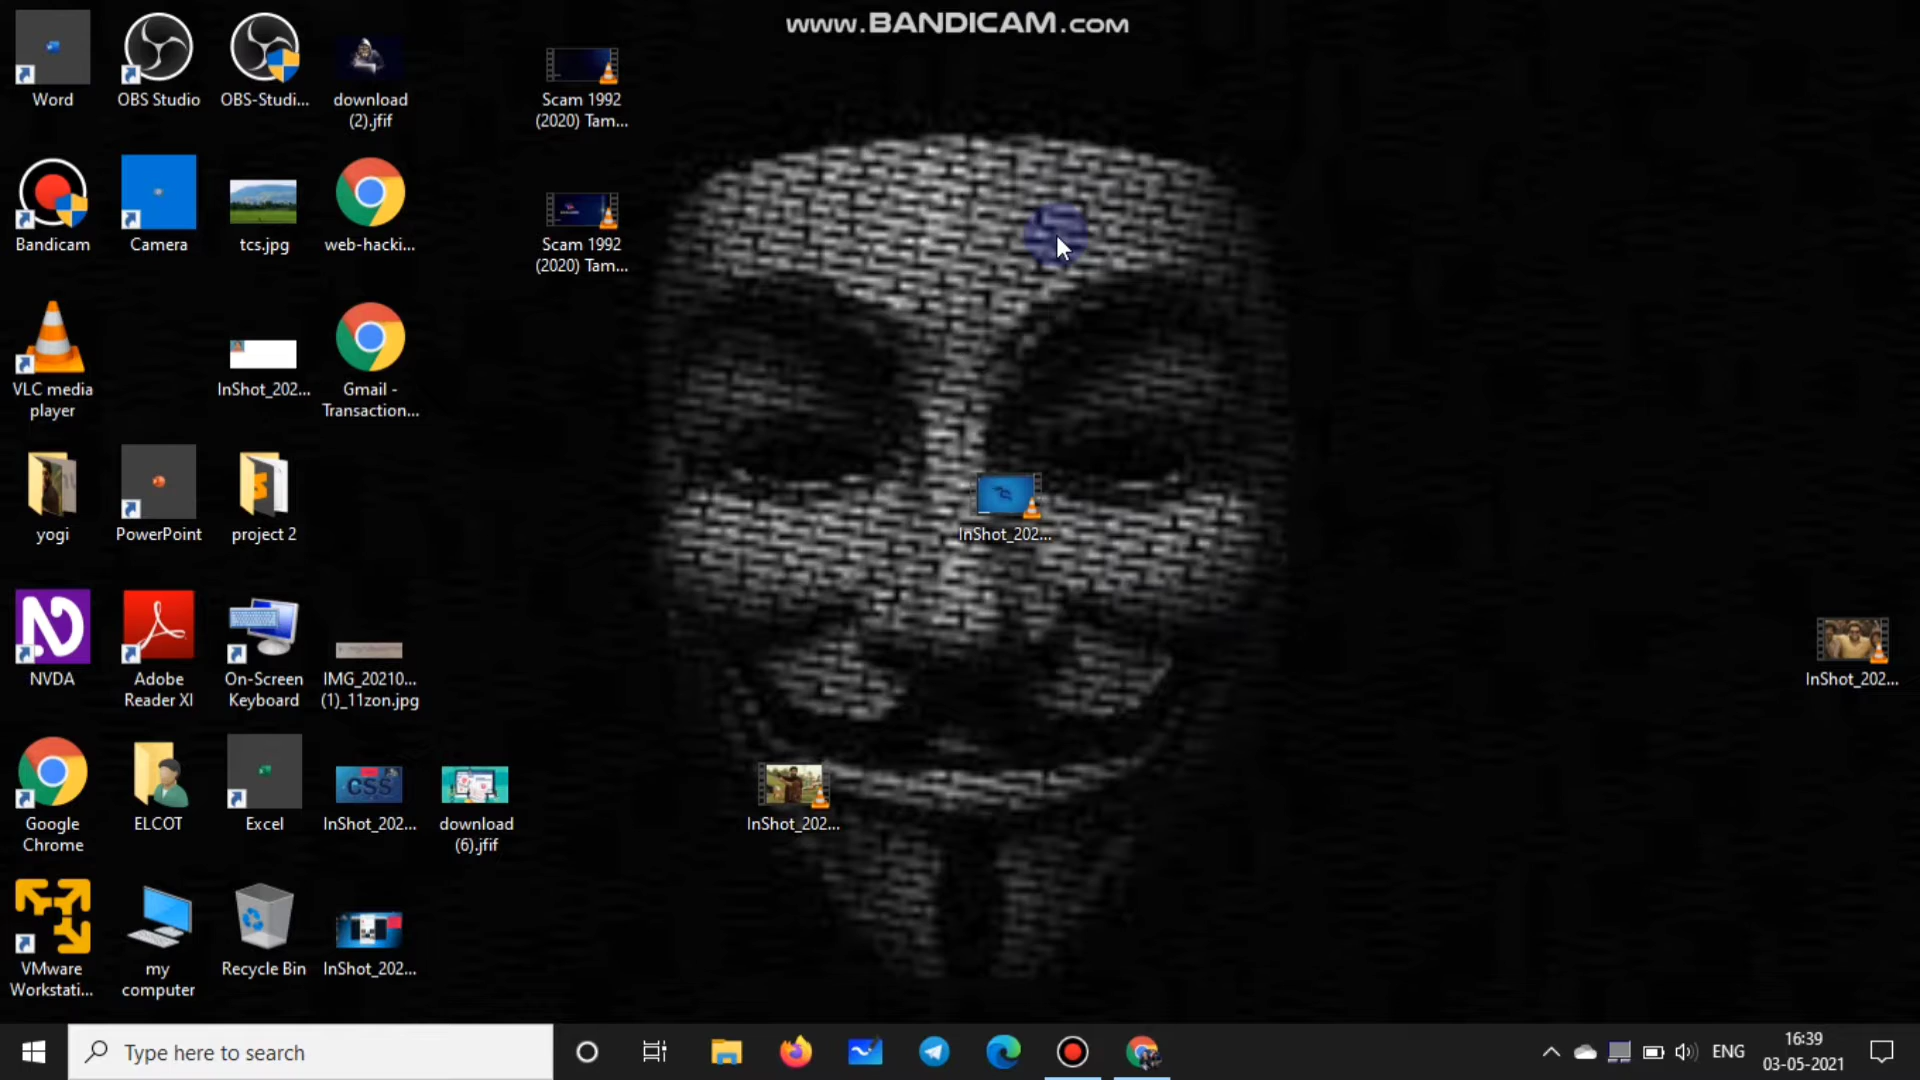 www.BANDICAM.com
Word
OBS Studio
OBS-Studi...
download
(2).jfif
Scam 1992
(2020) Tam...
Bandicam
Camera
tcs.jpg
web-hacki...
Scam 1992
(2020) Tam...
VLC media
player
InShot_202...
Gmail -
Transaction...
yogi
PowerPoint
project 2
InShot_202...
NVDA
Adobe
Reader XI
On-Screen
Keyboard
IMG_20210...
(1)_11zon.jpg
InShot_202...
Google
Chrome
ELCOT
Excel
CSS
InShot_202...
download
(6).jfif
InShot_202...
VMware
Workstati...
my
computer
Recycle Bin
InShot_202...
Type here to search
ENG
16:39
03-05-2021